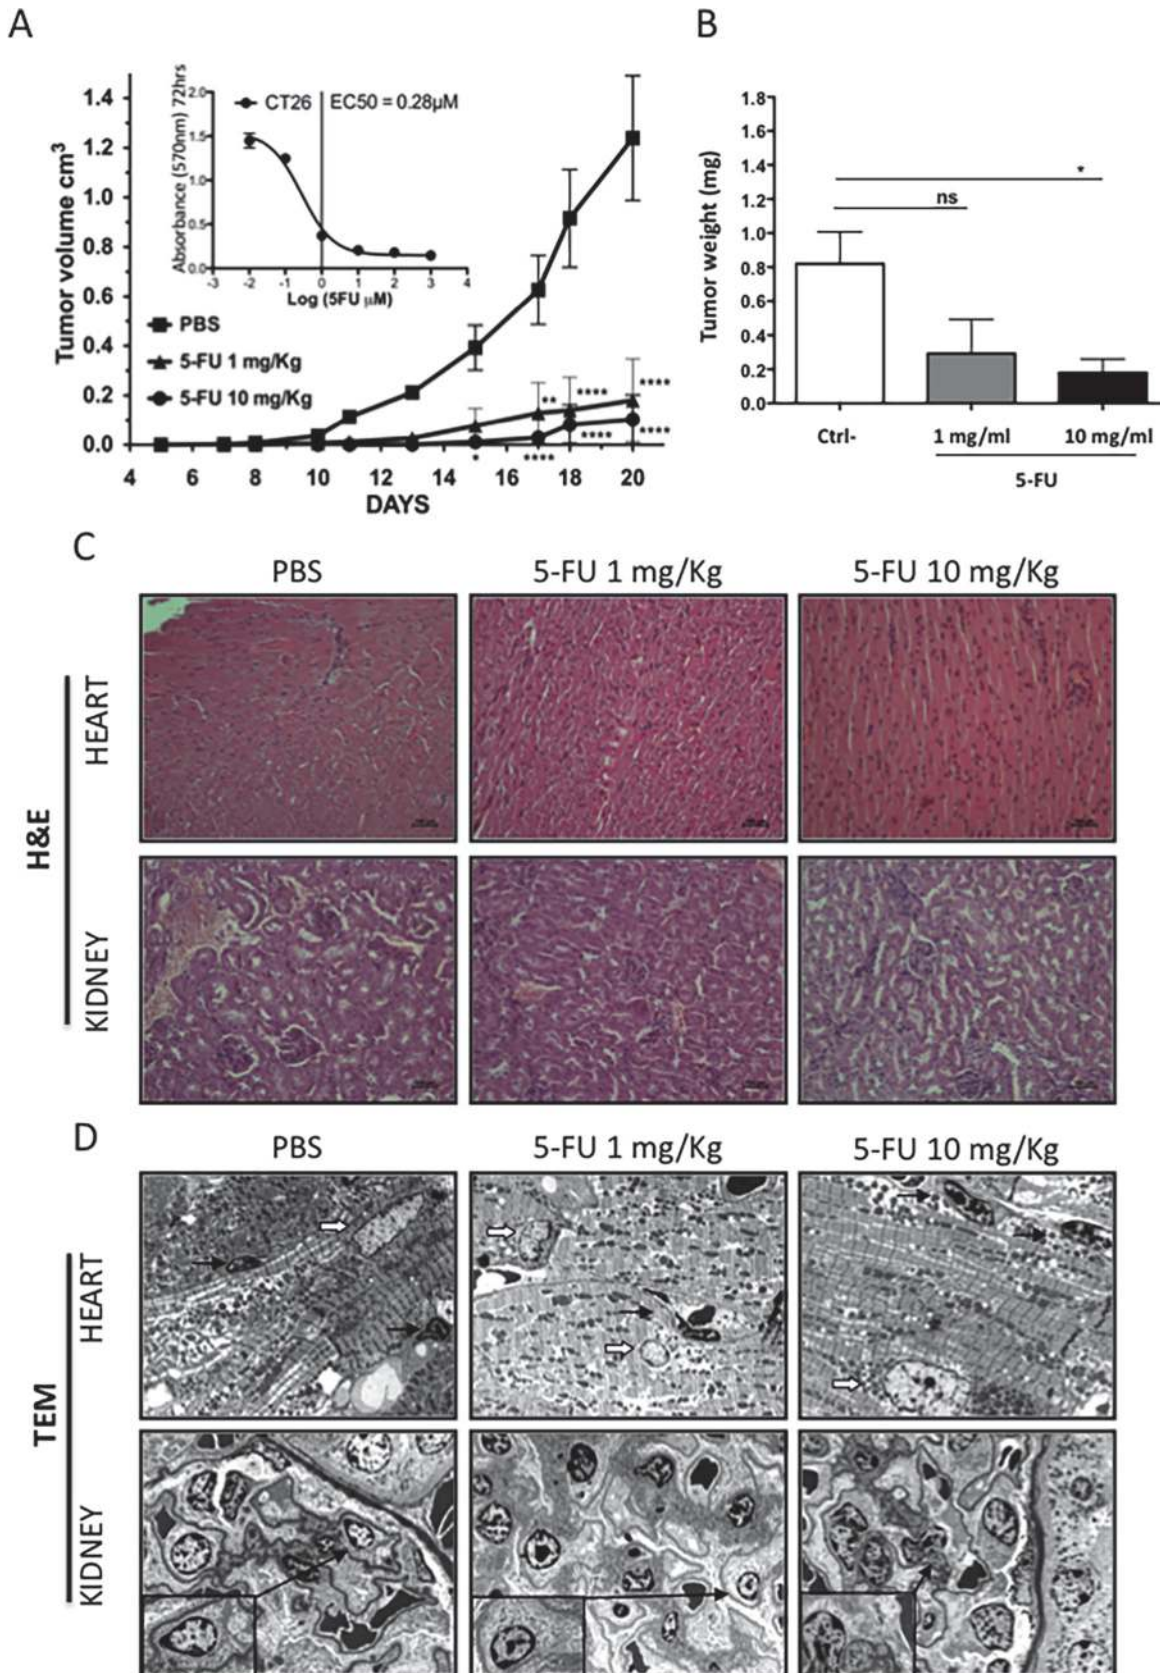 A
Tumor volume cm3
1.4
1.2
1.0
0.8
0.6
0.4
0.2
0.0
4 6 8 10 12 14 16 18 20
DAYS
PBS
5-FU 1 mg/Kg
5-FU 10 mg/Kg
** **** ****
* **** **** ****
Absorbance (570nm) 72hrs
2.0
1.5
1.0
0.5
0.0
-3 -2 -1 0 1 2 3 4
Log (5FU µM)
CT26 EC50 = 0.28µM
B
Tumor weight (mg)
1.8
1.6
1.4
1.2
1.0
0.8
0.6
0.4
0.2
0.0
*
ns
Ctrl- 1 mg/ml 10 mg/ml
5-FU
C
PBS 5-FU 1 mg/Kg 5-FU 10 mg/Kg
H&E
HEART
KIDNEY
D
PBS 5-FU 1 mg/Kg 5-FU 10 mg/Kg
TEM
HEART
KIDNEY